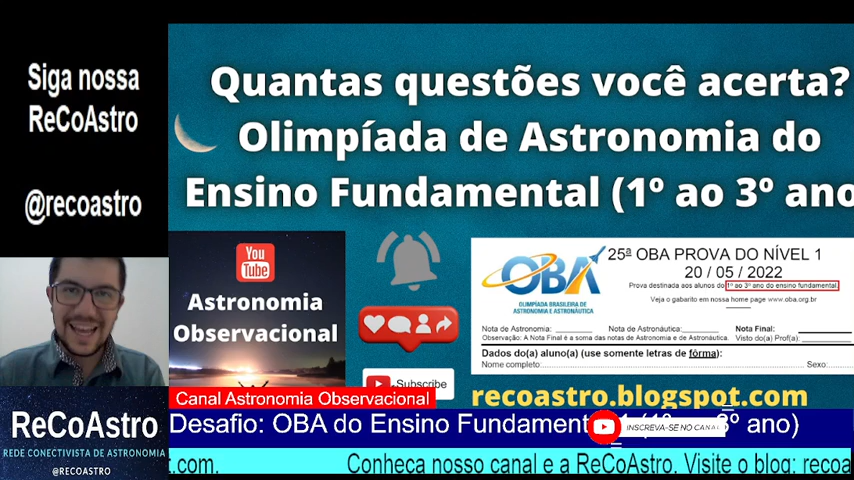 Siga nossa
ReCoAstro
@recoastro
Quantas questões você acerta?
Olimpíada de Astronomia do
Ensino Fundamental (1º ao 3º ano
You
Tube
Astronomia
Observacional
Subscribe
OBA
OLIMPÍADA BRASILEIRA DE
ASTRONOMIA E ASTRONÁUTICA
25ª OBA PROVA DO NÍVEL 1
20 / 05 / 2022
Prova destinada aos alunos do 1º ao 3º ano do ensino fundamental.
Veja o gabarito em nossa home page www.oba.org.br
Nota de Astronomia: Nota de Astronáutica: Nota Final:
Observação: A Nota Final é a soma das notas de Astronomia e de Astronáutica. Visto do(a) Prof(a):
Dados do(a) aluno(a) (use somente letras de fôrma):
Nome completo: Sexo:
recoastro.blogspot.com
Canal Astronomia Observacional
ReCoAstro
REDE CONECTIVISTA DE ASTRONOMIA
@RECOASTRO
Desafio: OBA do Ensino Fundament 3º ano)
INSCREVA-SE NO CANAL
r.com. Conheça nosso canal e a ReCoAstro. Visite o blog: recoa